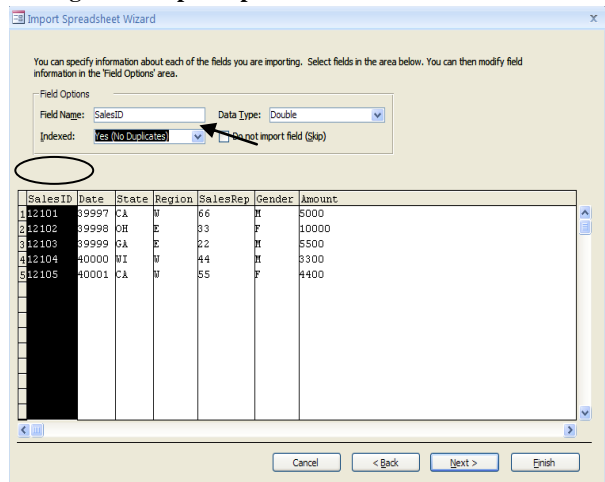 Import Spreadsheet Wizard
x
You can specify information about each of the fields you are importing. Select fields in the area below. You can then modify field
information in the 'Field Options' area.
Field Options
Field Name: SalesID Data Type: Double
Indexed: Yes (No Duplicates) Do not import field (Skip)
SalesID Date State Region SalesRep Gender Amount
1 12101 39997 CA W 66 M 5000
2 12102 39998 OH E 33 F 10000
3 12103 39999 GA E 22 M 5500
4 12104 40000 WI W 44 M 3300
5 12105 40001 CA W 55 F 4400
Cancel < Back Next > Finish